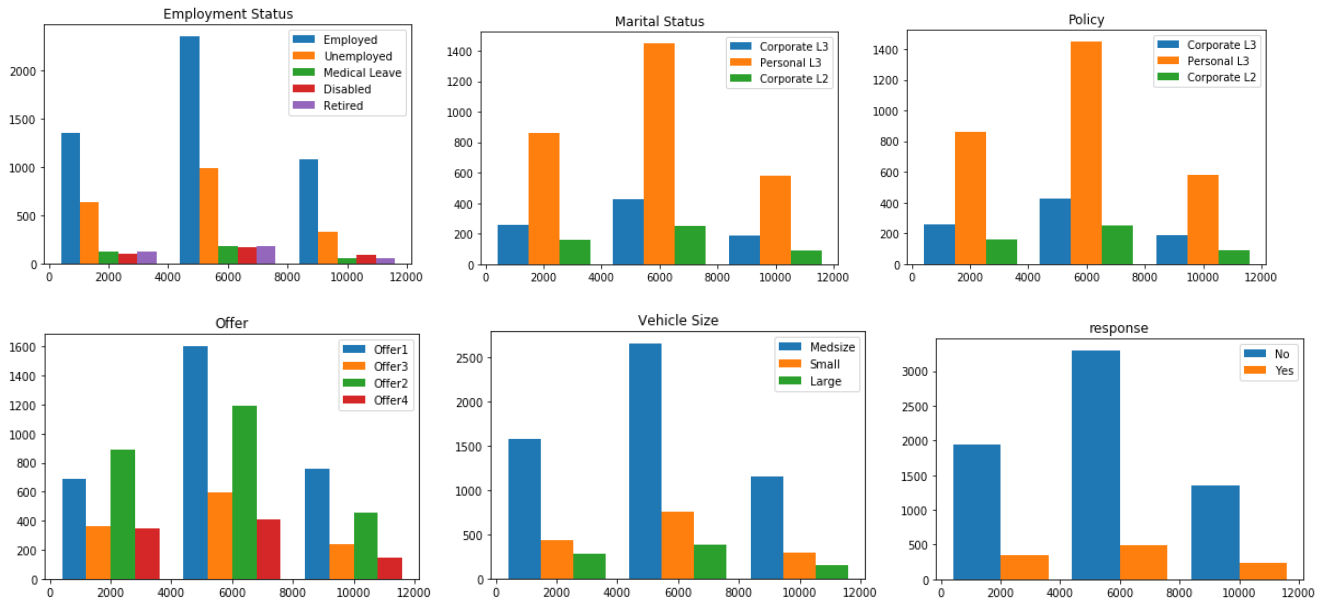 Employment Status
2000
1500
1000
500
0
Employed
Unemployed
Medical Leave
Disabled
Retired
0 2000 4000 6000 8000 10000 12000
Marital Status
1400
1200
1000
800
600
400
200
0
Corporate L3
Personal L3
Corporate L2
0 2000 4000 6000 8000 10000 12000
Policy
1400
1200
1000
800
600
400
200
0
Corporate L3
Personal L3
Corporate L2
0 2000 4000 6000 8000 10000 12000
Offer
1600
1400
1200
1000
800
600
400
200
0
Offer1
Offer3
Offer2
Offer4
0 2000 4000 6000 8000 10000 12000
Vehicle Size
2500
2000
1500
1000
500
0
Medsize
Small
Large
0 2000 4000 6000 8000 10000 12000
response
3000
2500
2000
1500
1000
500
0
No
Yes
0 2000 4000 6000 8000 10000 12000